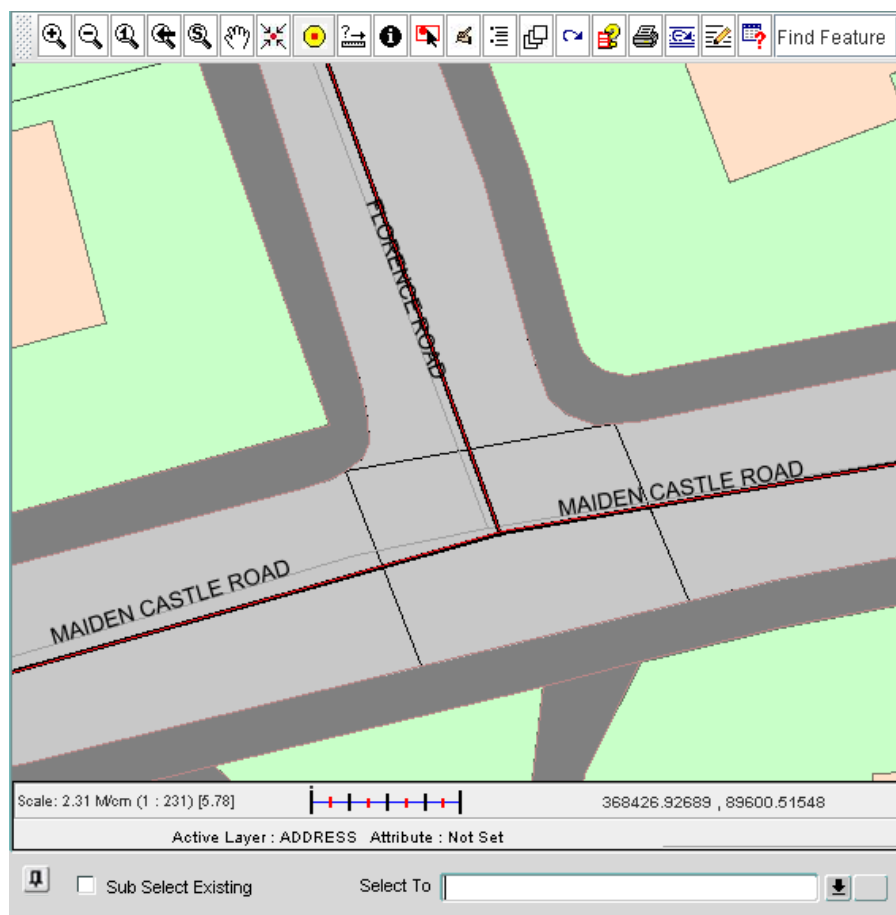 Find Feature
FLORENCE ROAD
MAIDEN CASTLE ROAD
MAIDEN CASTLE ROAD
Scale: 2.31 M/cm (1 : 231) [5.78]
368426.92689 , 89600.51548
Active Layer : ADDRESS Attribute : Not Set
Sub Select Existing
Select To